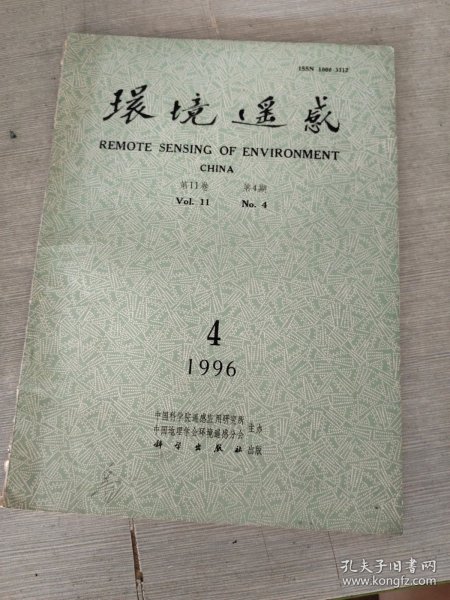 ISSN 1000-3312
環境遥感
REMOTE SENSING OF ENVIRONMENT
CHINA
第11卷 第4期
Vol. 11 No. 4
4
1996
中国科学院遥感应用研究所
中国地理学会环境遥感分会 主办
科学出版社 出版
孔夫子旧书网
www.kongfz.com